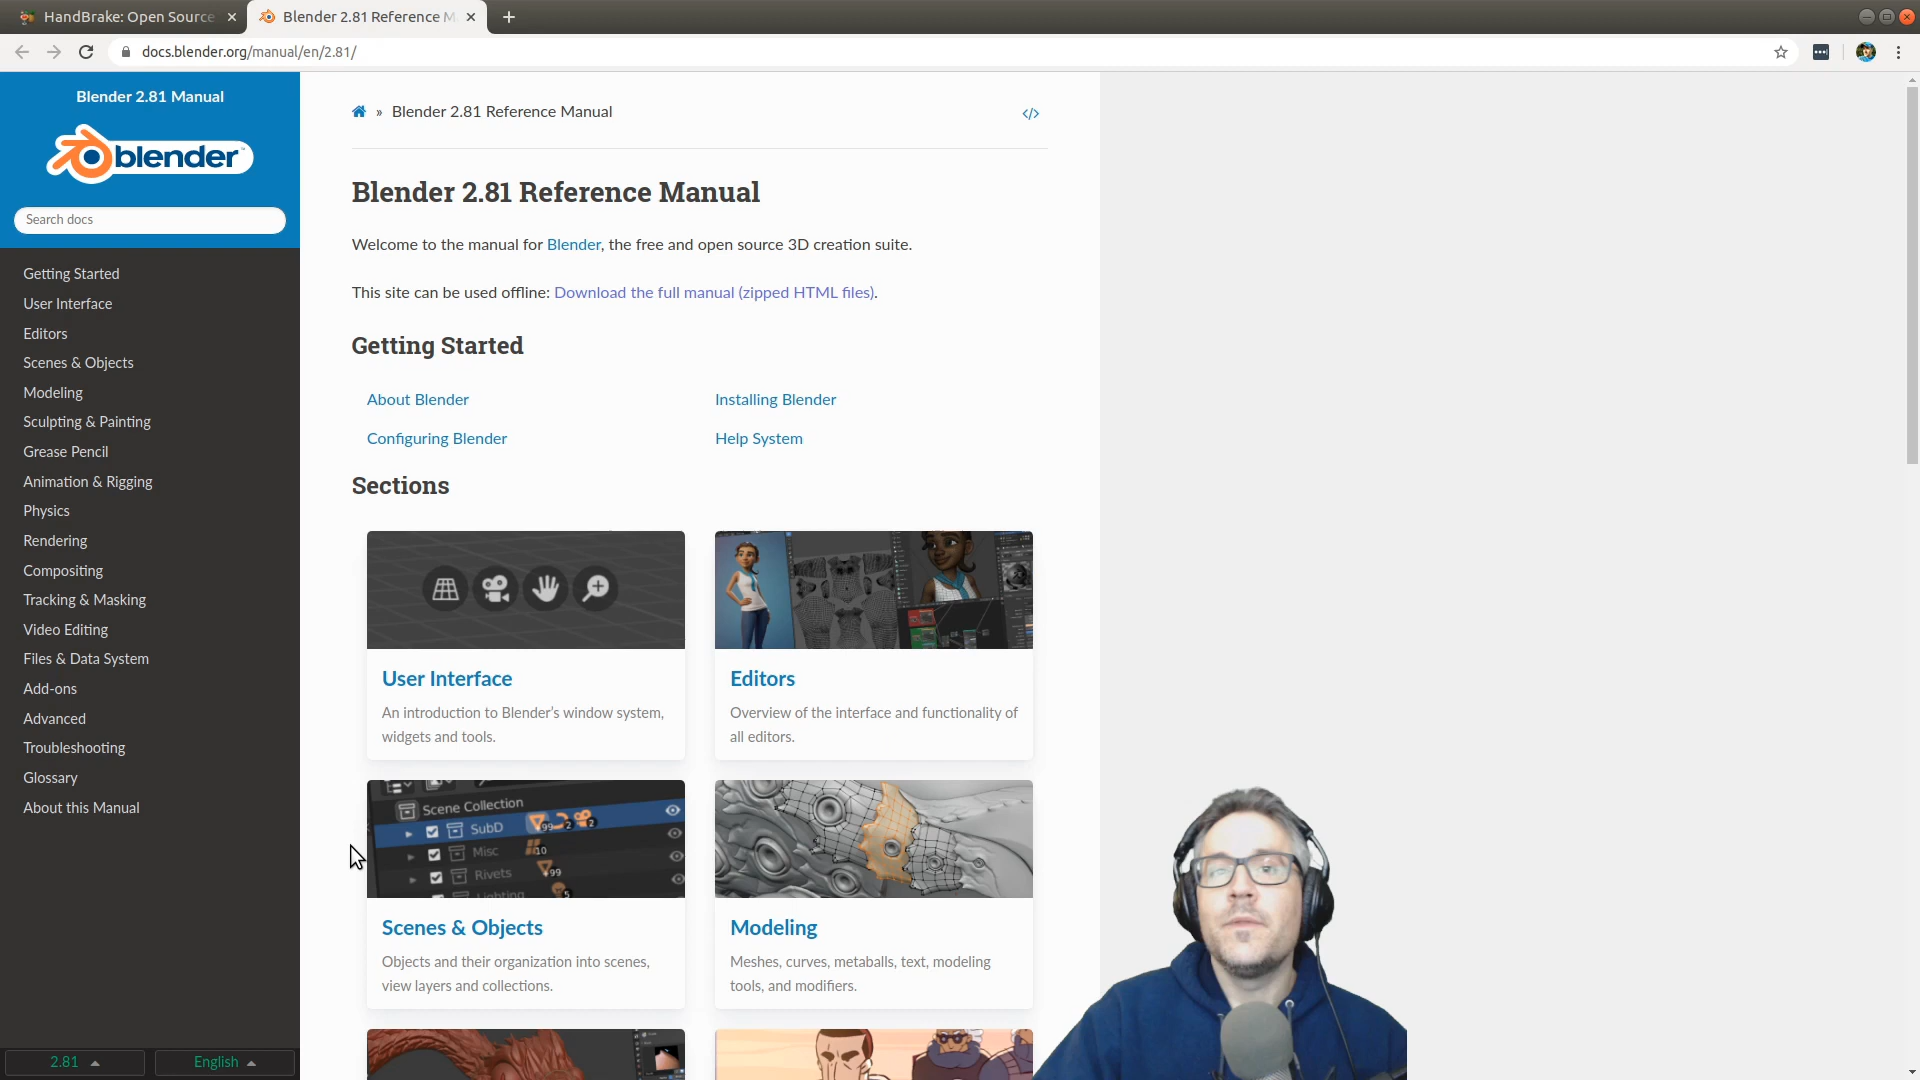 HandBrake: Open Source
Blender 2.81 Reference M
docs.blender.org/manual/en/2.81/
Blender 2.81 Manual
blender
Search docs
Getting Started
User Interface
Editors
Scenes & Objects
Modeling
Sculpting & Painting
Grease Pencil
Animation & Rigging
Physics
Rendering
Compositing
Tracking & Masking
Video Editing
Files & Data System
Add-ons
Advanced
Troubleshooting
Glossary
About this Manual
2.81
English
» Blender 2.81 Reference Manual
</>
Blender 2.81 Reference Manual
Welcome to the manual for Blender, the free and open source 3D creation suite.
This site can be used offline: Download the full manual (zipped HTML files).
Getting Started
About Blender
Installing Blender
Configuring Blender
Help System
Sections
User Interface
An introduction to Blender's window system,
widgets and tools.
Editors
Overview of the interface and functionality of
all editors.
Scene Collection
SubD
+99 2 2
Misc
10
Rivets
+99
Lighting
5
Scenes & Objects
Objects and their organization into scenes,
view layers and collections.
Modeling
Meshes, curves, metaballs, text, modeling
tools, and modifiers.